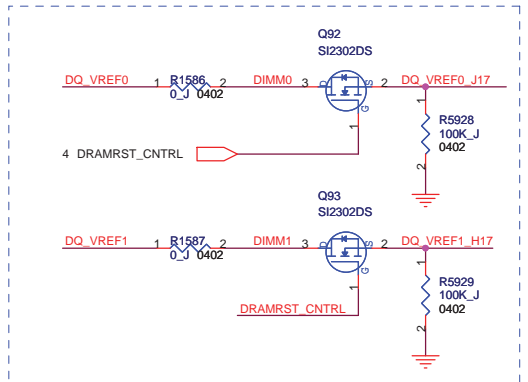 Q92
SI2302DS
DQ_VREF0 1 R1586 2 DIMM0 3 D S 2 DQ_VREF0_J17
0_J 0402
G
1
1
R5928
100K_J
0402
2
4 DRAMRST_CNTRL
Q93
SI2302DS
DQ_VREF1 1 R1587 2 DIMM1 3 D S 2 DQ_VREF1_H17
0_J 0402
G
1
1
R5929
100K_J
0402
2
DRAMRST_CNTRL